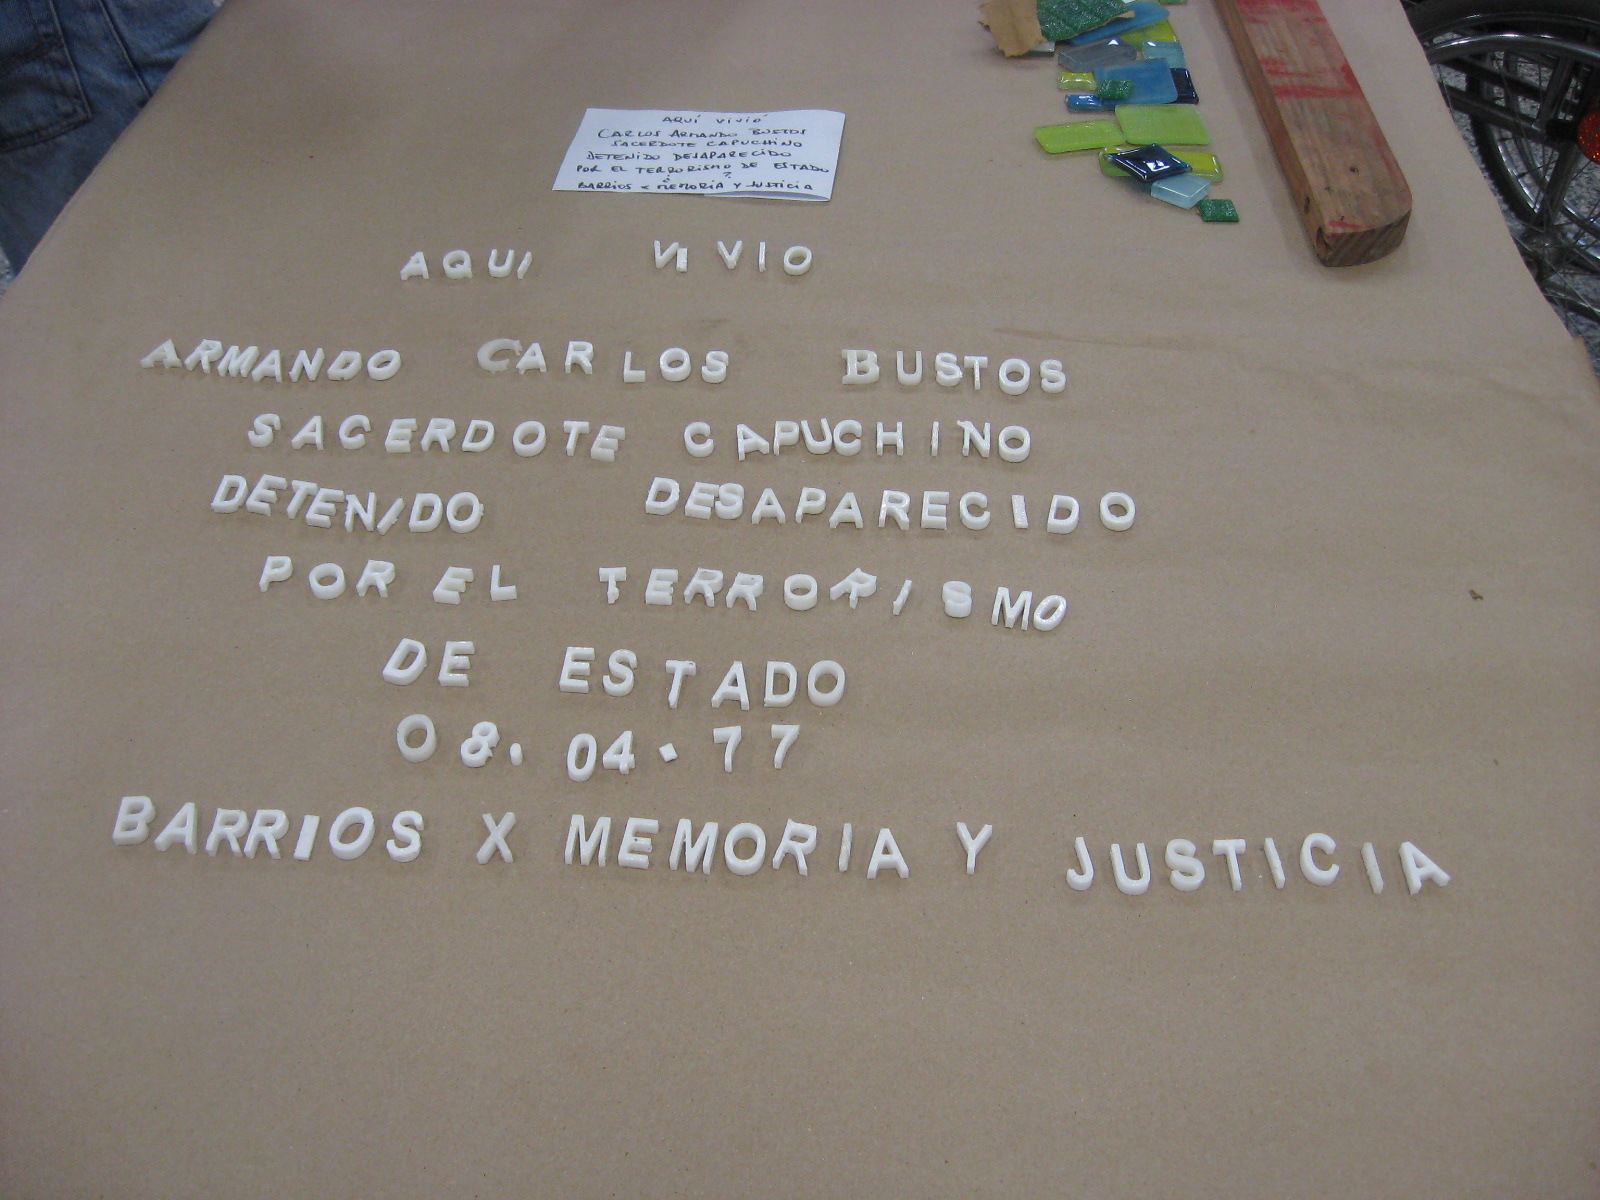 AQUÍ VIVIÓ
CARLOS ARMANDO BUSTOS
SACERDOTE CAPUCHINO
DETENIDO DESAPARECIDO
POR EL TERRORISMO DE ESTADO
BARRIOS X MEMORIA Y JUSTICIA
AQUI VIVIO
ARMANDO CARLOS BUSTOS
SACERDOTE CAPUCHINO
DETENIDO DESAPARECIDO
POR EL TERRORISMO
DE ESTADO
08.04.77
BARRIOS X MEMORIA Y JUSTICIA